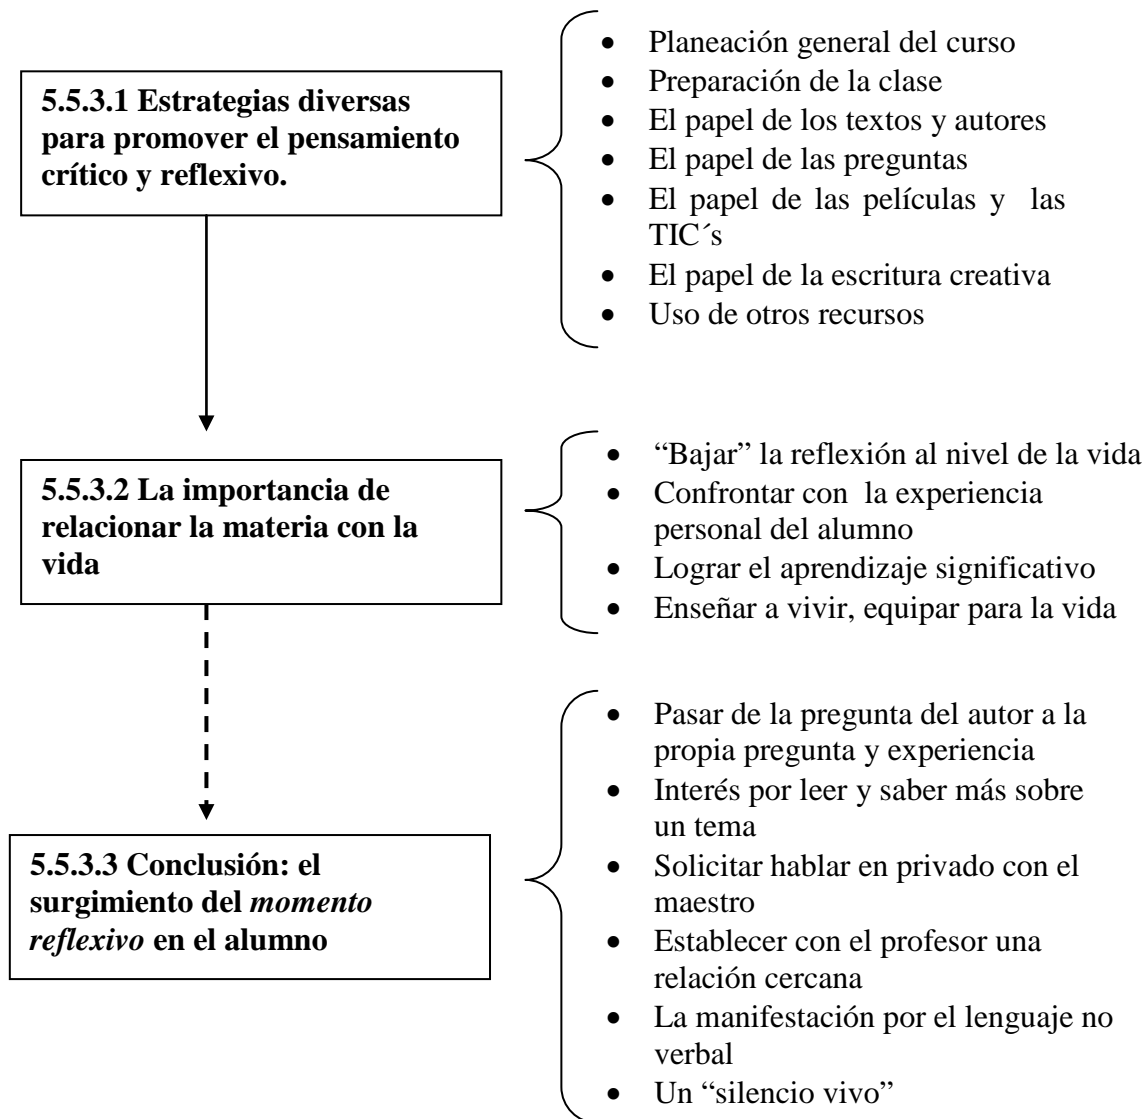 5.5.3.1 Estrategias diversas
para promover el pensamiento
crítico y reflexivo.
• Planeación general del curso
• Preparación de la clase
• El papel de los textos y autores
• El papel de las preguntas
• El papel de las películas y las
TIC´s
• El papel de la escritura creativa
• Uso de otros recursos
5.5.3.2 La importancia de
relacionar la materia con la
vida
• “Bajar” la reflexión al nivel de la vida
• Confrontar con la experiencia
personal del alumno
• Lograr el aprendizaje significativo
• Enseñar a vivir, equipar para la vida
5.5.3.3 Conclusión: el
surgimiento del momento
reflexivo en el alumno
• Pasar de la pregunta del autor a la
propia pregunta y experiencia
• Interés por leer y saber más sobre
un tema
• Solicitar hablar en privado con el
maestro
• Establecer con el profesor una
relación cercana
• La manifestación por el lenguaje no
verbal
• Un “silencio vivo”